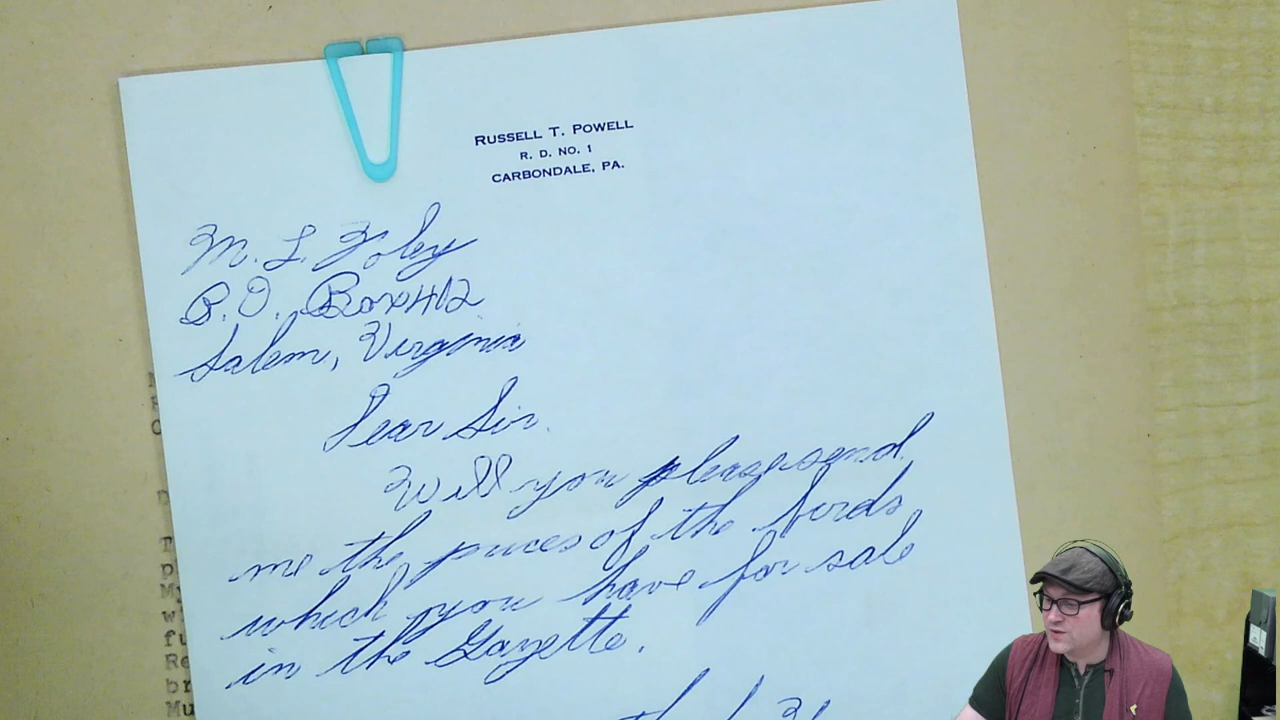 RUSSELL T. POWELL
R. D. NO. 1
CARBONDALE, PA.
M. L. Foley
P.O. Box 412
Salem, Virginia
Dear Sir.
Will you please send
me the prices of the birds
which you have for sale
in the Gazette.